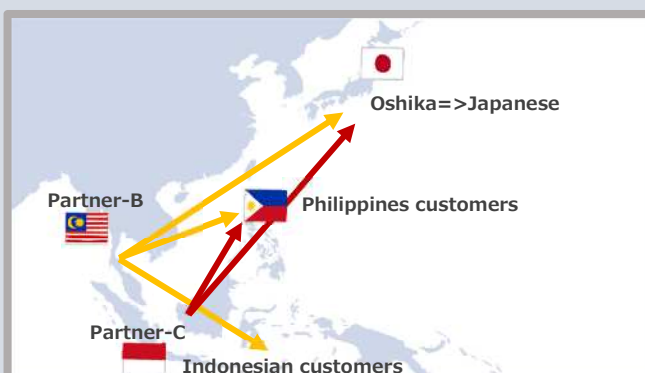 Oshika=>Japanese
Partner-B
Philippines customers
Partner-C
Indonesian customers